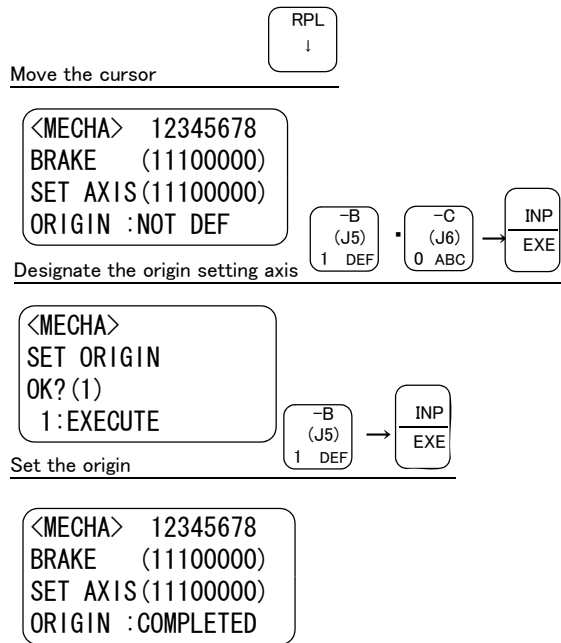 RPL
↓
Move the cursor
<MECHA> 12345678
BRAKE (11100000)
SET AXIS(11100000)
ORIGIN :NOT DEF
-B
(J5)
1 DEF
・
-C
(J6)
0 ABC
→
INP
EXE
Designate the origin setting axis
<MECHA>
SET ORIGIN
OK?(1)
1:EXECUTE
-B
(J5)
1 DEF
→
INP
EXE
Set the origin
<MECHA> 12345678
BRAKE (11100000)
SET AXIS(11100000)
ORIGIN :COMPLETED